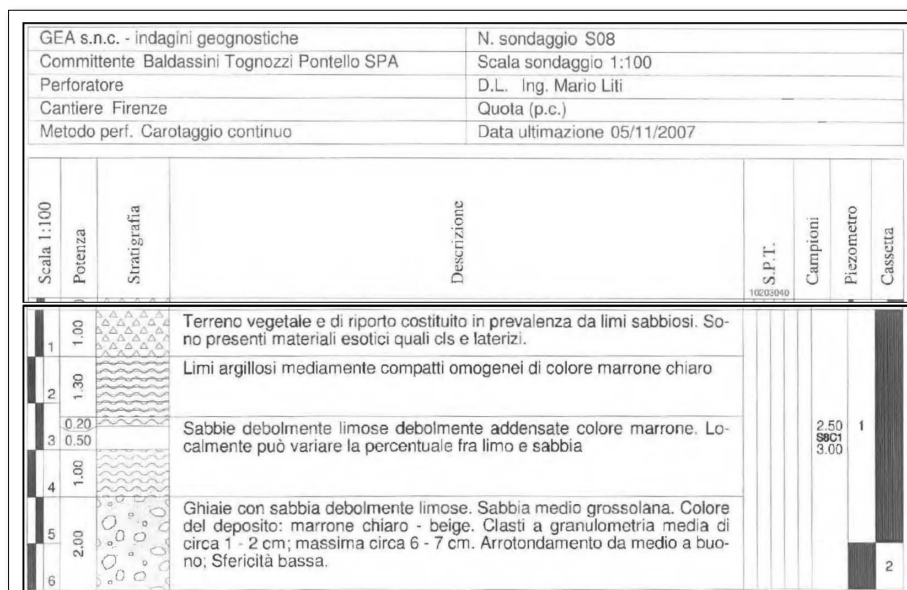 GEA s.n.c. - indagini geognostiche
N. sondaggio S08
Committente Baldassini Tognozzi Pontello SPA
Scala sondaggio 1:100
Perforatore
D.L. Ing. Mario Liti
Cantiere Firenze
Quota (p.c.)
Metodo perf. Carotaggio continuo
Data ultimazione 05/11/2007
Scala 1:100
Potenza
Stratigrafia
Descrizione
S.P.T.
10203040
Campioni
Piezometro
Cassetta
1
1.00
Terreno vegetale e di riporto costituito in prevalenza da limi sabbiosi. So-
no presenti materiali esotici quali cls e laterizi.
2
1.30
Limi argillosi mediamente compatti omogenei di colore marrone chiaro
3
0.20
0.50
Sabbie debolmente limose debolmente addensate colore marrone. Lo-
calmente può variare la percentuale fra limo e sabbia
2.50
S8C1
3.00
1
4
1.00
5
2.00
Ghiaie con sabbia debolmente limose. Sabbia medio grossolana. Colore
del deposito: marrone chiaro - beige. Clasti a granulometria media di
circa 1 - 2 cm; massima circa 6 - 7 cm. Arrotondamento da medio a buo-
no; Sfericità bassa.
6
2